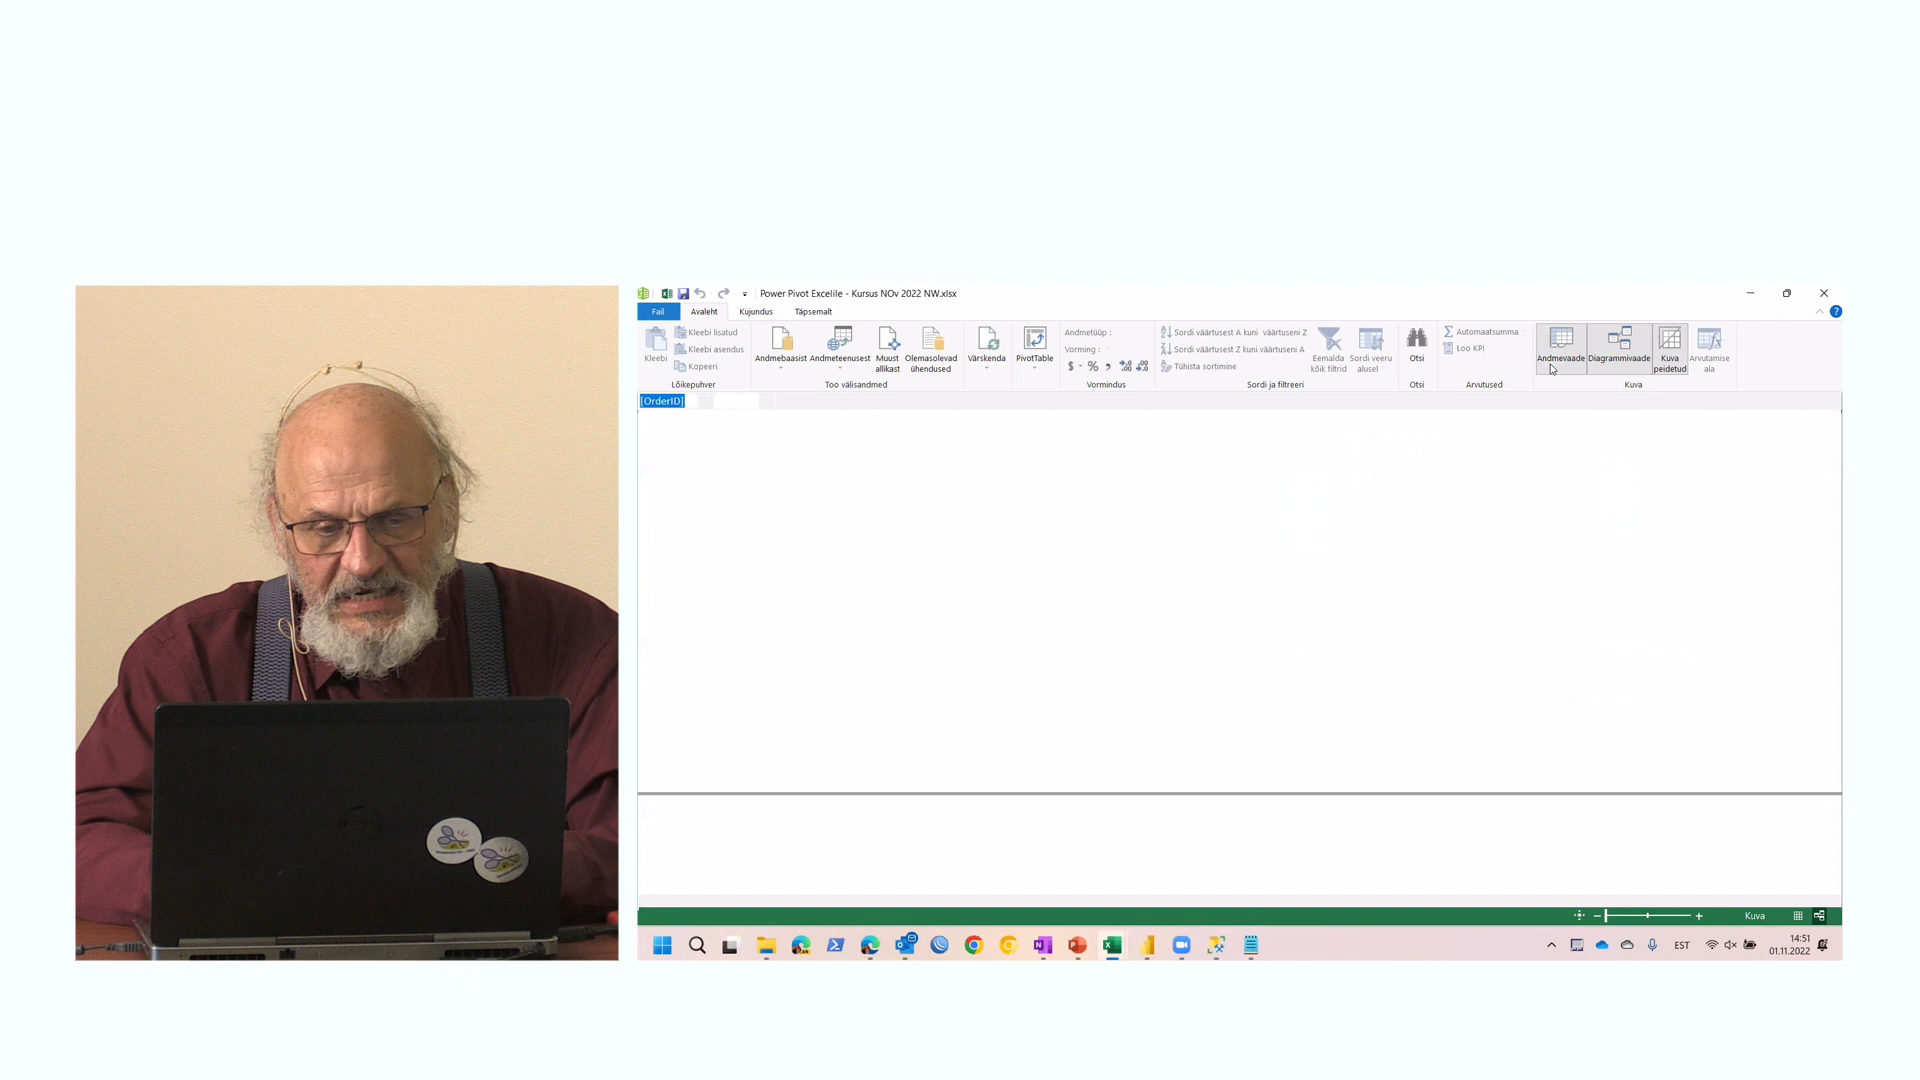 Power Pivot Excelile - Kursus NOv 2022 NW.xlsx
Fail
Avaleht
Kujundus
Täpsemalt
Kleebi
Kleebi lisatud
Kleebi asendus
Kopeeri
Lõikepuhver
Andmebaasist
Andmeteenusest
Muust allikast
Olemasolevad ühendused
Too välisandmed
Värskenda
PivotTable
Andmetüüp :
Vorming :
$ % ,
Vormindus
Sordi väärtusest A kuni väärtuseni Z
Sordi väärtusest Z kuni väärtuseni A
Tühista sortimine
Eemalda kõik filtrid
Sordi veeru alusel
Sordi ja filtreeri
Otsi
Otsi
Automaatsumma
Loo KPI
Arvutused
Andmevaade
Diagrammivaade
Kuva peidetud
Arvutamise ala
Kuva
[OrderID]
Kuva
EST
14:51
01.11.2022